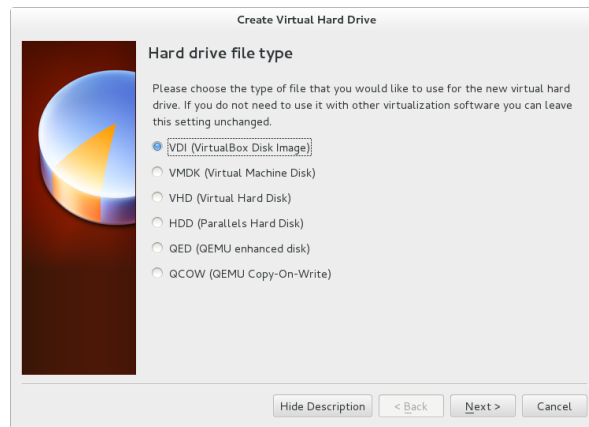 Create Virtual Hard Drive
Hard drive file type
Please choose the type of file that you would like to use for the new virtual hard
drive. If you do not need to use it with other virtualization software you can leave
this setting unchanged.
VDI (VirtualBox Disk Image)
VMDK (Virtual Machine Disk)
VHD (Virtual Hard Disk)
HDD (Parallels Hard Disk)
QED (QEMU enhanced disk)
QCOW (QEMU Copy-On-Write)
Hide Description < Back Next > Cancel